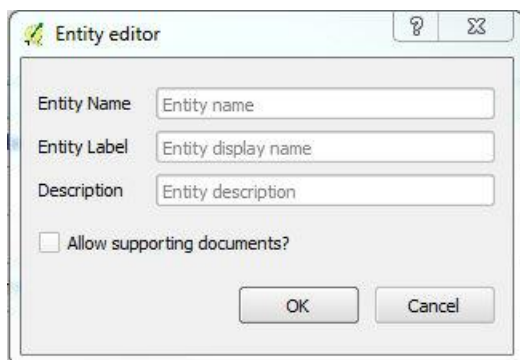 Entity editor
Entity Name Entity name
Entity Label Entity display name
Description Entity description
Allow supporting documents?
OK Cancel